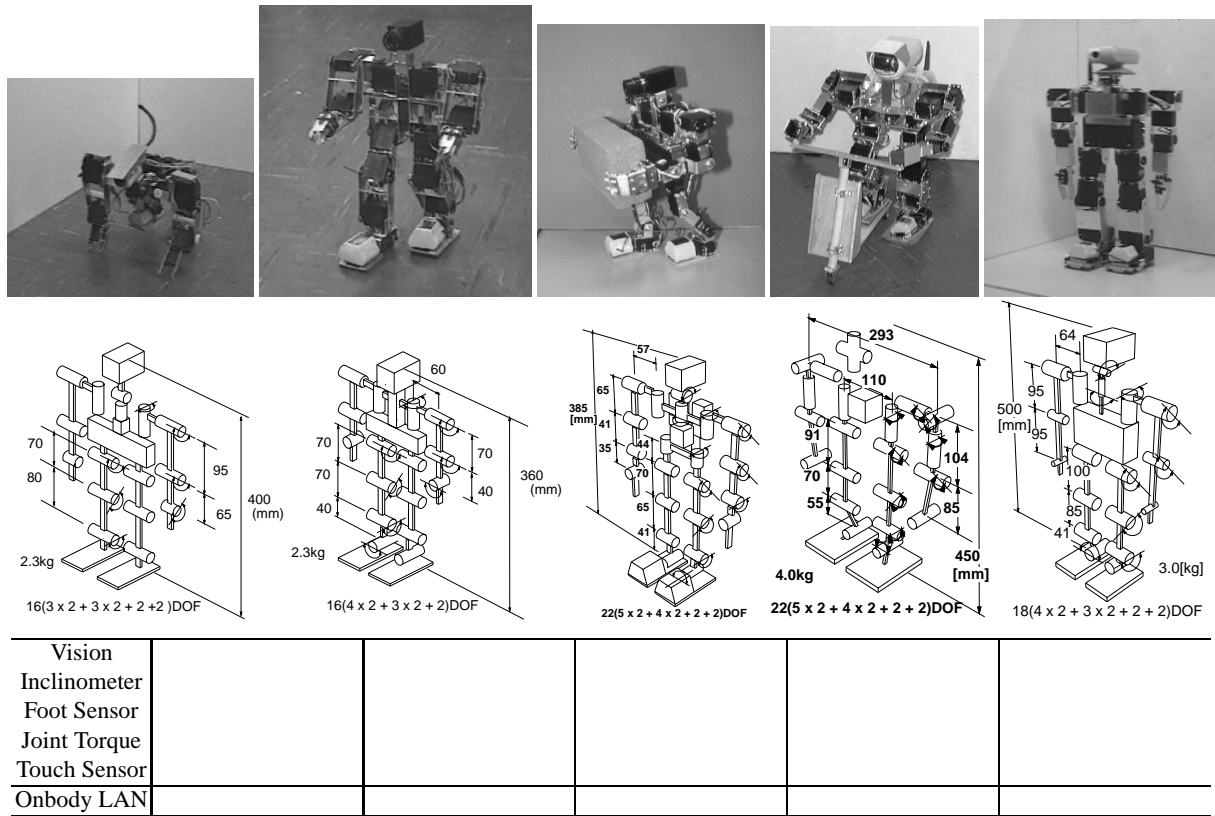 70
80
95
65
400
(mm)
2.3kg
16(3 x 2 + 3 x 2 + 2 +2 )DOF
60
70
70
40
70
40
360
(mm)
2.3kg
16(4 x 2 + 3 x 2 + 2)DOF
57
65
385
[mm]
41
35
44
70
65
41
22(5 x 2 + 4 x 2 + 2 + 2)DOF
293
110
91
70
55
104
85
450
[mm]
4.0kg
22(5 x 2 + 4 x 2 + 2 + 2)DOF
64
95
500
[mm]
95
100
85
41
3.0[kg]
18(4 x 2 + 3 x 2 + 2 + 2)DOF
Vision
Inclinometer
Foot Sensor
Joint Torque
Touch Sensor
Onbody LAN